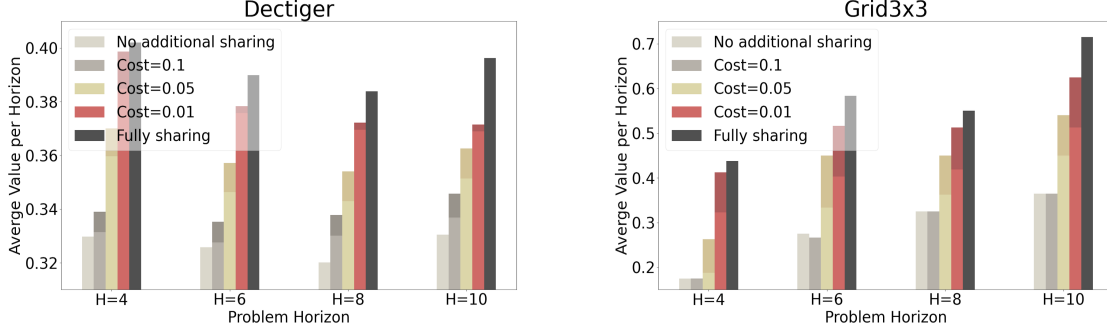 Dectiger
Averge Value per Horizon
0.40
0.38
0.36
0.34
0.32
No additional sharing
Cost=0.1
Cost=0.05
Cost=0.01
Fully sharing
H=4
H=6
H=8
H=10
Problem Horizon
Grid3x3
Averge Value per Horizon
0.7
0.6
0.5
0.4
0.3
0.2
No additional sharing
Cost=0.1
Cost=0.05
Cost=0.01
Fully sharing
H=4
H=6
H=8
H=10
Problem Horizon